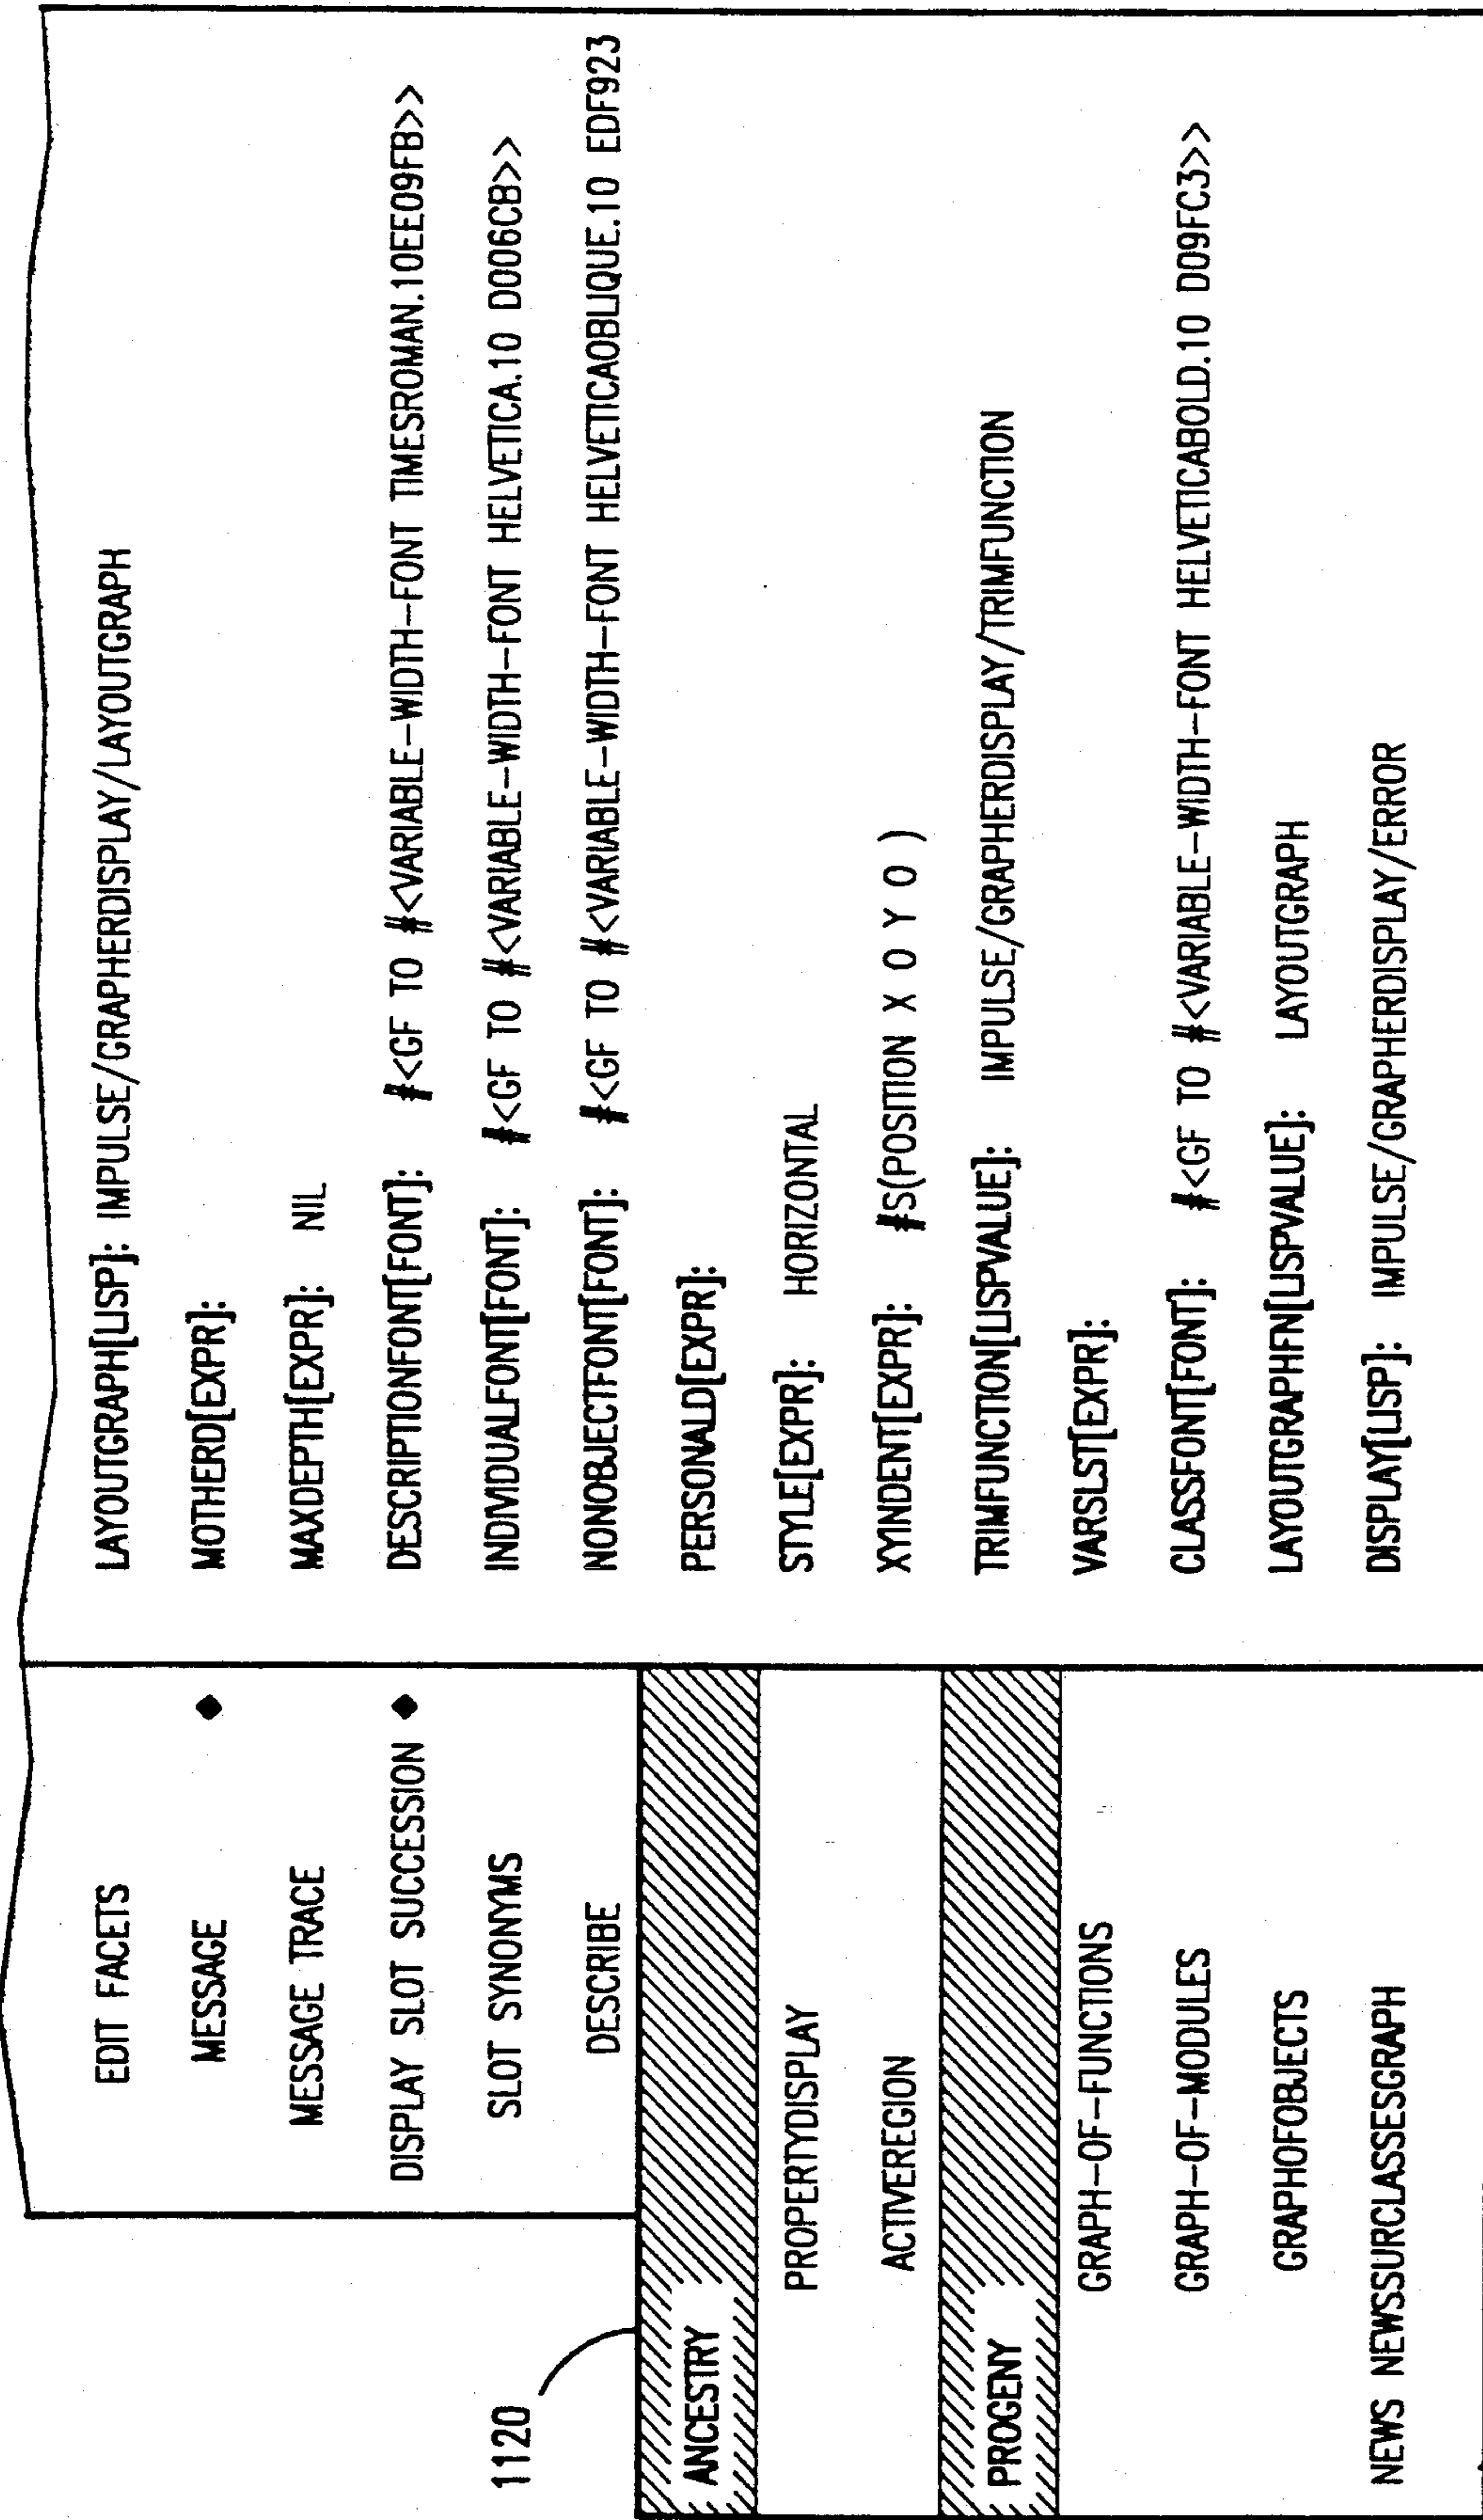 EDIT FACETS
MESSAGE ◆
MESSAGE TRACE
DISPLAY SLOT SUCCESSION ◆
SLOT SYNONYMS
DESCRIBE
1120
ANCESTRY
PROPERTYDISPLAY
ACTIVEREGION
PROGENY
GRAPH-OF-FUNCTIONS
GRAPH-OF-MODULES
GRAPHOFOBJECTS
NEWS NEWSSURCLASSESGRAPH
LAYOUTGRAPH[LISP]: IMPULSE/GRAPHERDISPLAY/LAYOUTGRAPH
MOTHERD[EXPR]:
MAXDEPTH[EXPR]: NIL
DESCRIPTIONFONT[FONT]: #<GF TO #<VARIABLE-WIDTH-FONT TIMESROMAN.10EE09FB>>
INDIVIDUALFONT[FONT]: #<GF TO #<VARIABLE-WIDTH-FONT HELVETICA.10 D006CB>>
NONOBJECTFONT[FONT]: #<GF TO #<VARIABLE-WIDTH-FONT HELVETICAOBLIQUE.10 EDF923
PERSONALD[EXPR]:
STYLE[EXPR]: HORIZONTAL
XYINDENT[EXPR]: #S(POSITION X 0 Y 0 )
TRIMFUNCTION[LISPVALUE]: IMPULSE/GRAPHERDISPLAY/TRIMFUNCTION
VARSLST[EXPR]:
CLASSFONT[FONT]: #<GF TO #<VARIABLE-WIDTH-FONT HELVETICABOLD.10 D09FC3>>
LAYOUTGRAPHFN[LISPVALUE]: LAYOUTGRAPH
DISPLAY[LISP]: IMPULSE/GRAPHERDISPLAY/ERROR